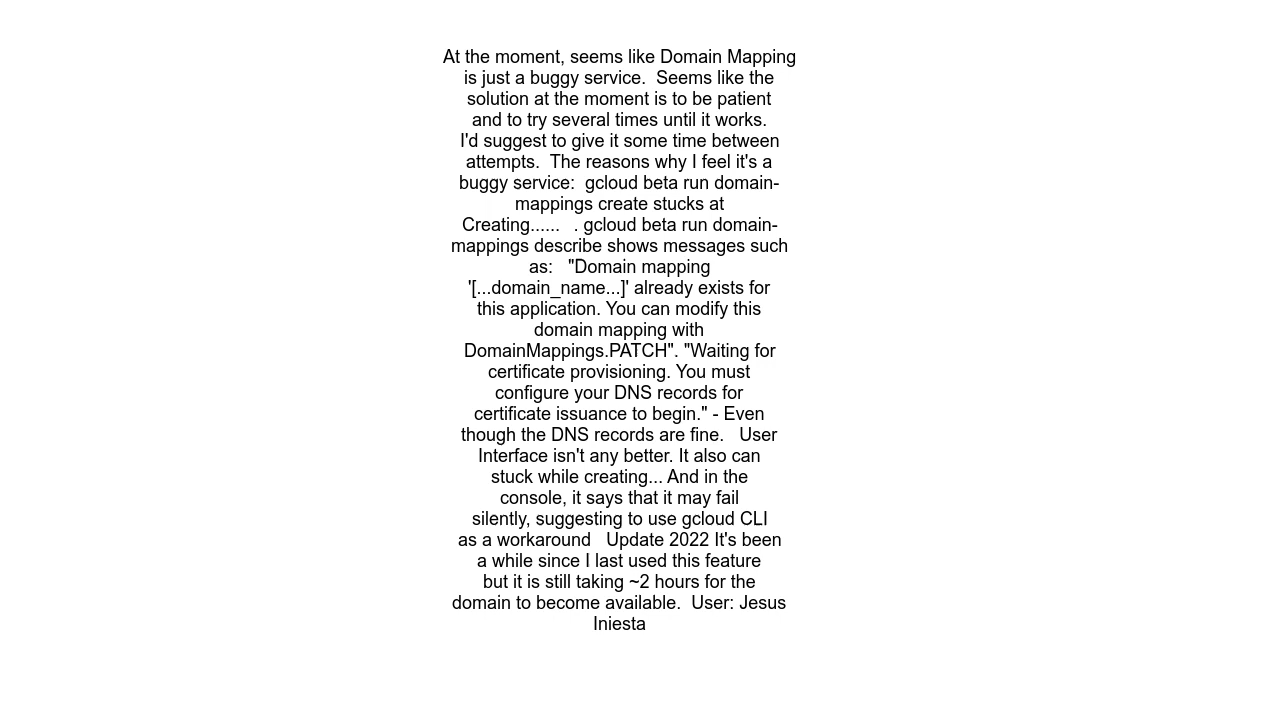 At the moment, seems like Domain Mapping
is just a buggy service.  Seems like the
solution at the moment is to be patient
and to try several times until it works.
I'd suggest to give it some time between
attempts.  The reasons why I feel it's a
buggy service:  gcloud beta run domain-
mappings create stucks at
Creating......   . gcloud beta run domain-
mappings describe shows messages such
as:   "Domain mapping
'[...domain_name...]' already exists for
this application. You can modify this
domain mapping with
DomainMappings.PATCH". "Waiting for
certificate provisioning. You must
configure your DNS records for
certificate issuance to begin." - Even
though the DNS records are fine.   User
Interface isn't any better. It also can
stuck while creating... And in the
console, it says that it may fail
silently, suggesting to use gcloud CLI
as a workaround   Update 2022 It's been
a while since I last used this feature
but it is still taking ~2 hours for the
domain to become available.  User: Jesus
Iniesta